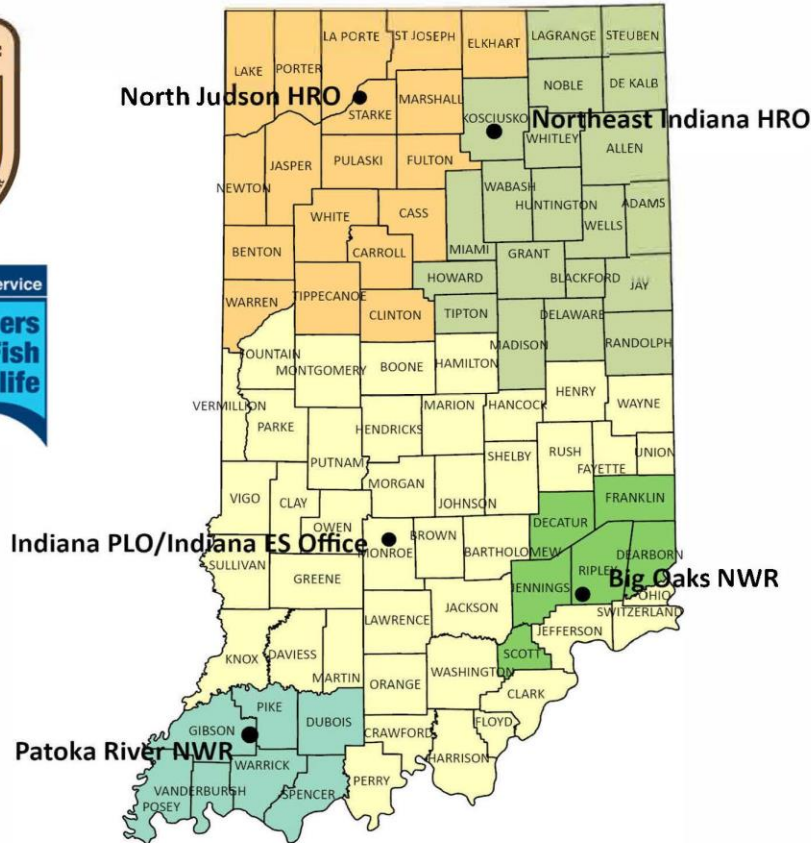 LA PORTE
ST JOSEPH
ELKHART
LAGRANGE
STEUBEN
LAKE
PORTER
NOBLE
DE KALB
North Judson HRO
MARSHALL
STARKE
KOSCIUSKO
Northeast Indiana HRO
WHITLEY
ALLEN
JASPER
PULASKI
FULTON
NEWTON
WABASH
HUNTINGTON
ADAMS
WHITE
CASS
WELLS
MIAMI
GRANT
BENTON
CARROLL
HOWARD
BLACKFORD
JAY
ervice
WARREN
TIPPECANOE
CLINTON
TIPTON
DELAWARE
ers
Fish
life
MADISON
RANDOLPH
FOUNTAIN
MONTGOMERY
BOONE
HAMILTON
HENRY
VERMILLION
MARION
HANCOCK
WAYNE
PARKE
HENDRICKS
PUTNAM
SHELBY
RUSH
FAYETTE
UNION
MORGAN
VIGO
CLAY
JOHNSON
FRANKLIN
OWEN
DECATUR
Indiana PLO/Indiana ES Office
MONROE
BROWN
BARTHOLOMEW
DEARBORN
SULLIVAN
GREENE
RIPLEY
Big Oaks NWR
JENNINGS
OHIO
SWITZERLAND
LAWRENCE
JACKSON
JEFFERSON
KNOX
DAVIESS
MARTIN
SCOTT
ORANGE
WASHINGTON
CLARK
PIKE
DUBOIS
GIBSON
CRAWFORD
FLOYD
Patoka River NWR
WARRICK
HARRISON
VANDERBURGH
SPENCER
PERRY
POSEY